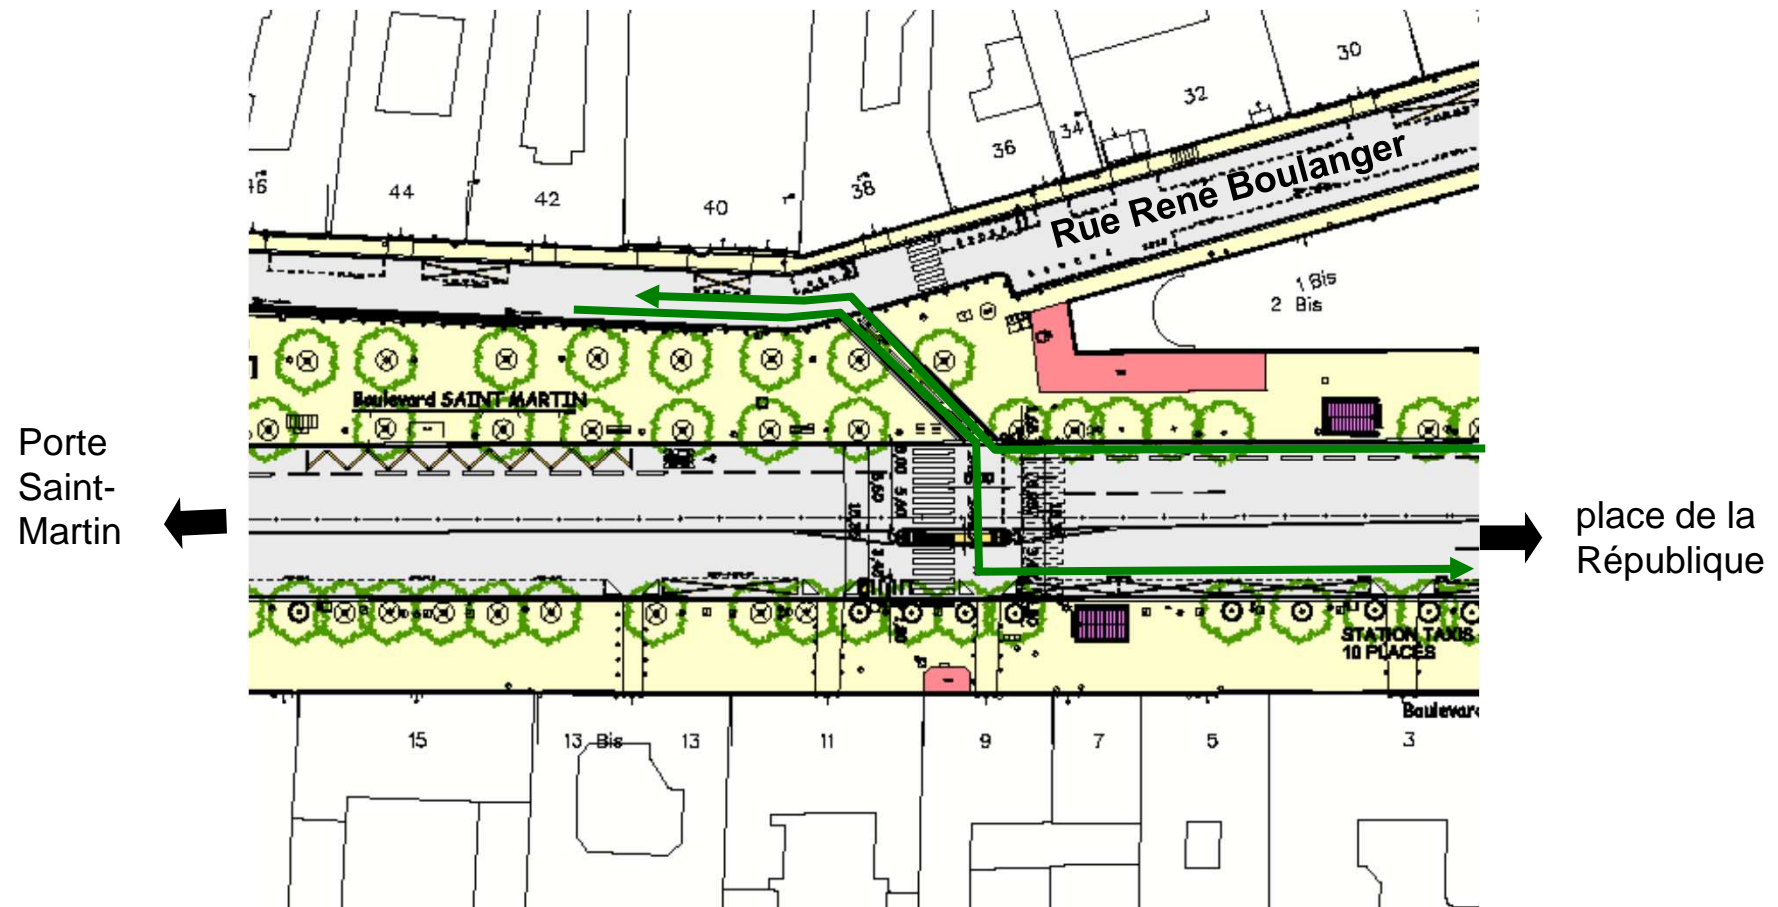 30
32
34
36
Rue René Boulanger
38
40
42
44
46
1 Bis
2 Bis
Boulevard SAINT MARTIN
Porte
Saint-
Martin
place de la
République
STATION TAXIS
10 PLACES
Boulevard
15
13 Bis
13
11
9
7
5
3